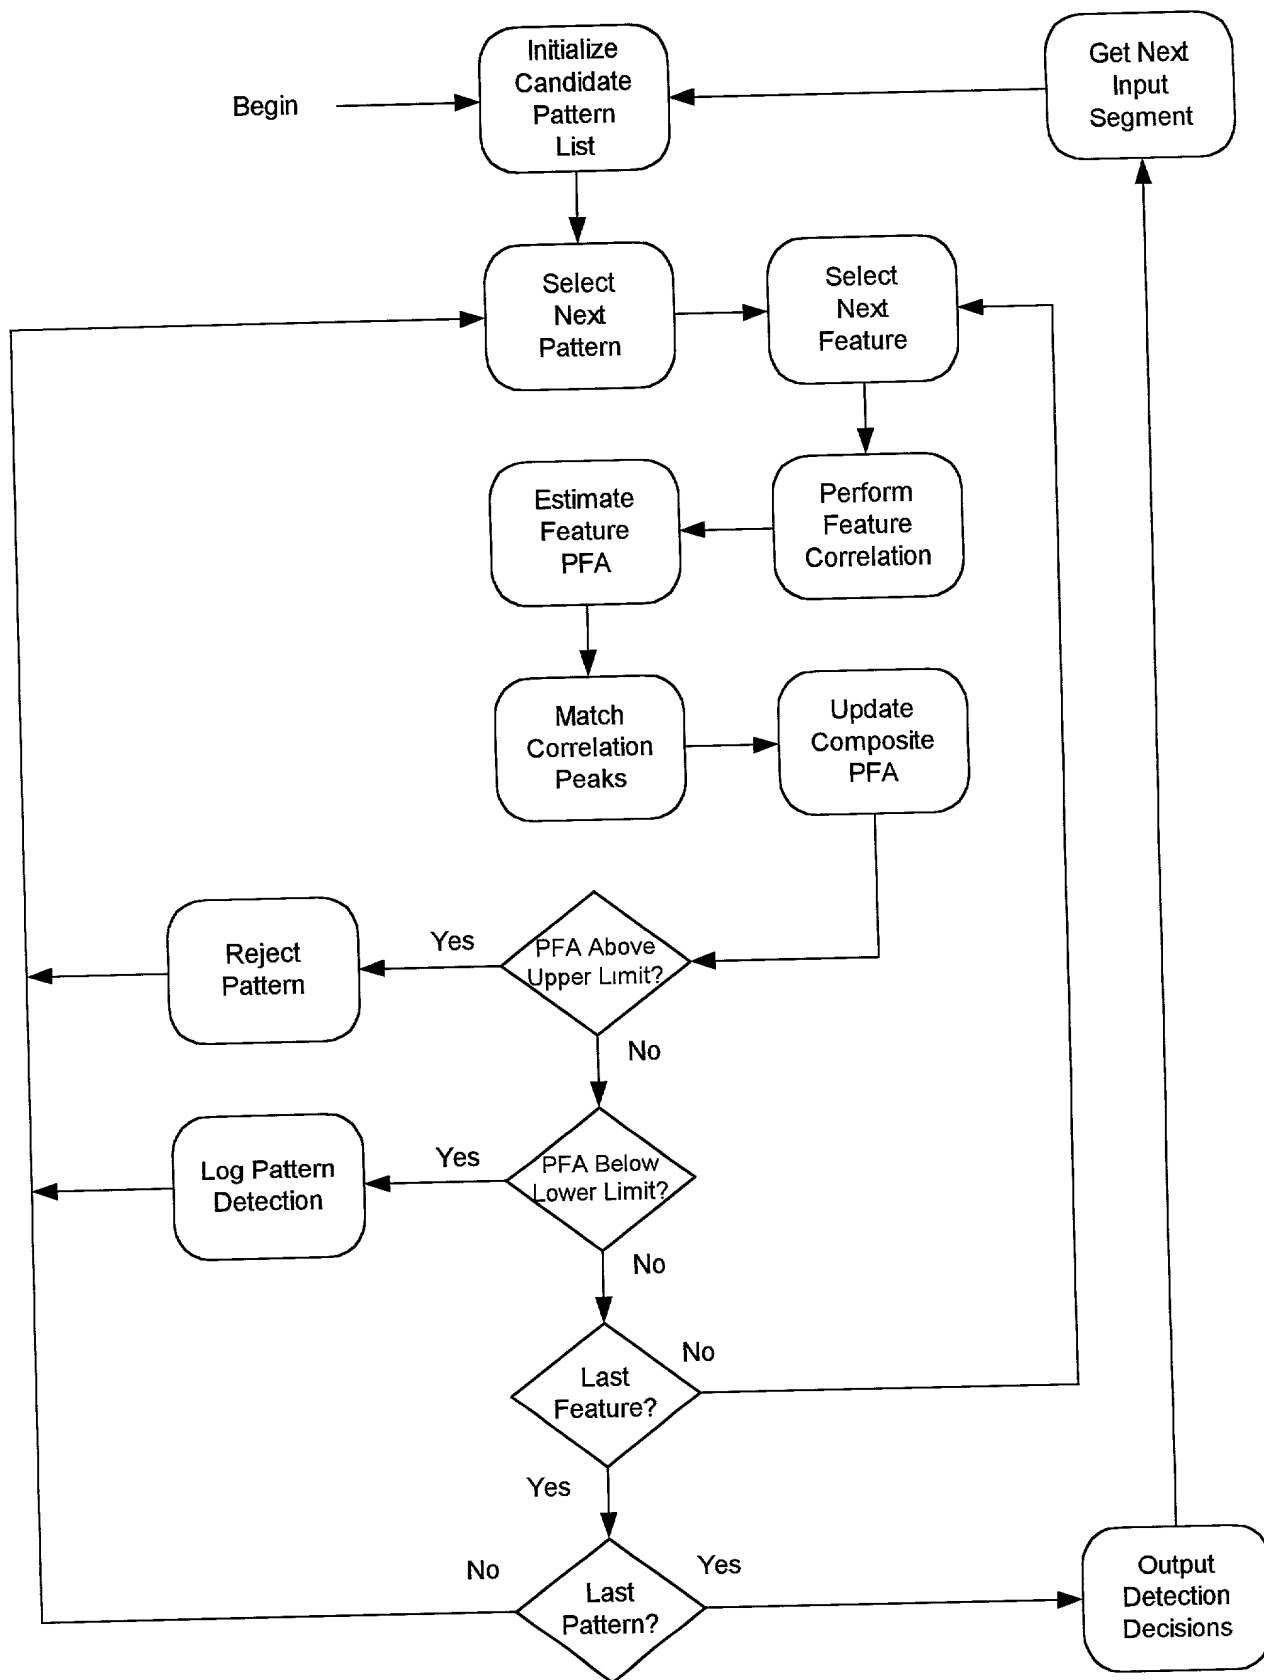 Begin
Initialize
Candidate
Pattern
List
Get Next
Input
Segment
Select
Next
Pattern
Select
Next
Feature
Estimate
Feature
PFA
Perform
Feature
Correlation
Match
Correlation
Peaks
Update
Composite
PFA
Reject
Pattern
Yes
PFA Above
Upper Limit?
No
Log Pattern
Detection
Yes
PFA Below
Lower Limit?
No
Last
Feature?
No
Yes
No
Last
Pattern?
Yes
Output
Detection
Decisions